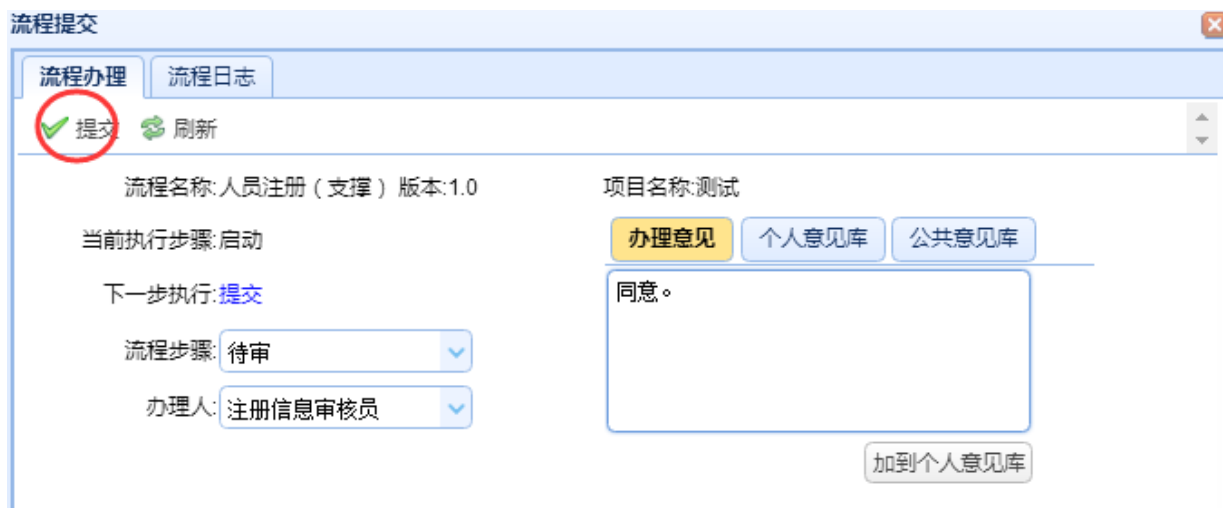 流程提交
流程办理 流程日志
提交 刷新
流程名称:人员注册（支撑）版本:1.0 项目名称:测试
当前执行步骤:启动 办理意见 个人意见库 公共意见库
下一步执行:提交 同意。
流程步骤: 待审
办理人: 注册信息审核员
加到个人意见库